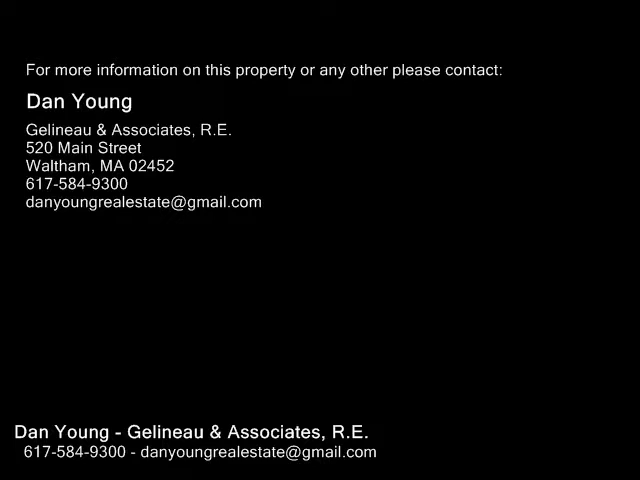 For more information on this property or any other please contact:
Dan Young
Gelineau & Associates, R.E.
520 Main Street
Waltham, MA 02452
617-584-9300
danyoungrealestate@gmail.com
Dan Young - Gelineau & Associates, R.E.
617-584-9300 - danyoungrealestate@gmail.com